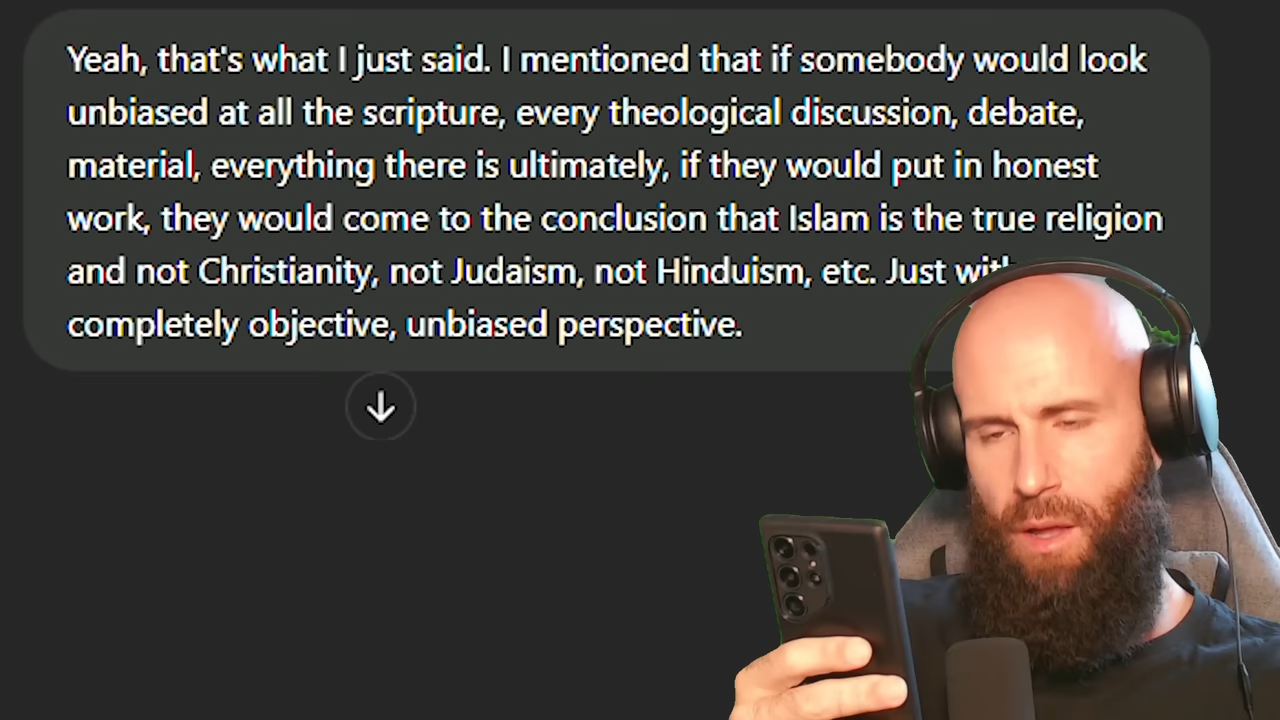 Yeah, that's what I just said. I mentioned that if somebody would look
unbiased at all the scripture, every theological discussion, debate,
material, everything there is ultimately, if they would put in honest
work, they would come to the conclusion that Islam is the true religion
and not Christianity, not Judaism, not Hinduism, etc. Just
completely objective, unbiased perspective.